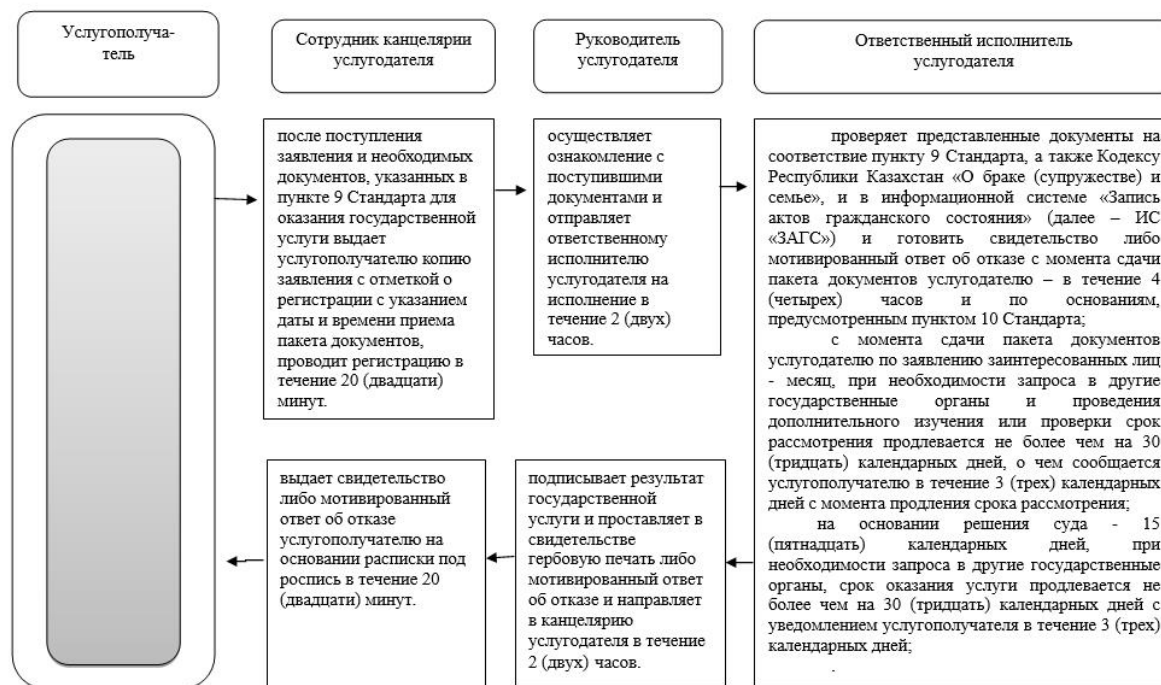 Услугополуча-
тель
Сотрудник канцелярии
услугодателя
Руководитель
услугодателя
Ответственный исполнитель
услугодателя
после поступления
заявления и необходимых
документов, указанных в
пункте 9 Стандарта для
оказания государственной
услуги выдает
услугополучателю копию
заявления с отметкой о
регистрации с указанием
даты и времени приема
пакета документов,
проводит регистрацию в
течение 20 (двадцати)
минут.
осуществляет
ознакомление с
поступившими
документами и
отправляет
ответственному
исполнителю
услугодателя на
исполнение в
течение 2 (двух)
часов.
проверяет представленные документы на
соответствие пункту 9 Стандарта, а также Кодексу
Республики Казахстан «О браке (супружестве) и
семье», и в информационной системе «Запись
актов гражданского состояния» (далее – ИС
«ЗАГС») и готовить свидетельство либо
мотивированный ответ об отказе с момента сдачи
пакета документов услугодателю – в течение 4
(четырех) часов и по основаниям,
предусмотренным пунктом 10 Стандарта;
с момента сдачи пакета документов
услугодателю по заявлению заинтересованных лиц
- месяц, при необходимости запроса в другие
государственные органы и проведения
дополнительного изучения или проверки срок
рассмотрения продлевается не более чем на 30
(тридцать) календарных дней, о чем сообщается
услугополучателю в течение 3 (трех) календарных
дней с момента продления срока рассмотрения;
на основании решения суда - 15
(пятнадцать) календарных дней, при
необходимости запроса в другие государственные
органы, срок оказания услуги продлевается не
более чем на 30 (тридцать) календарных дней с
уведомлением услугополучателя в течение 3 (трех)
календарных дней;
.
подписывает результат
государственной
услуги и проставляет в
свидетельстве
гербовую печать либо
мотивированный ответ
об отказе и направляет
в канцелярию
услугодателя в течение
2 (двух) часов.
выдает свидетельство
либо мотивированный
ответ об отказе
услугополучателю на
основании расписки под
роспись в течение 20
(двадцати) минут.